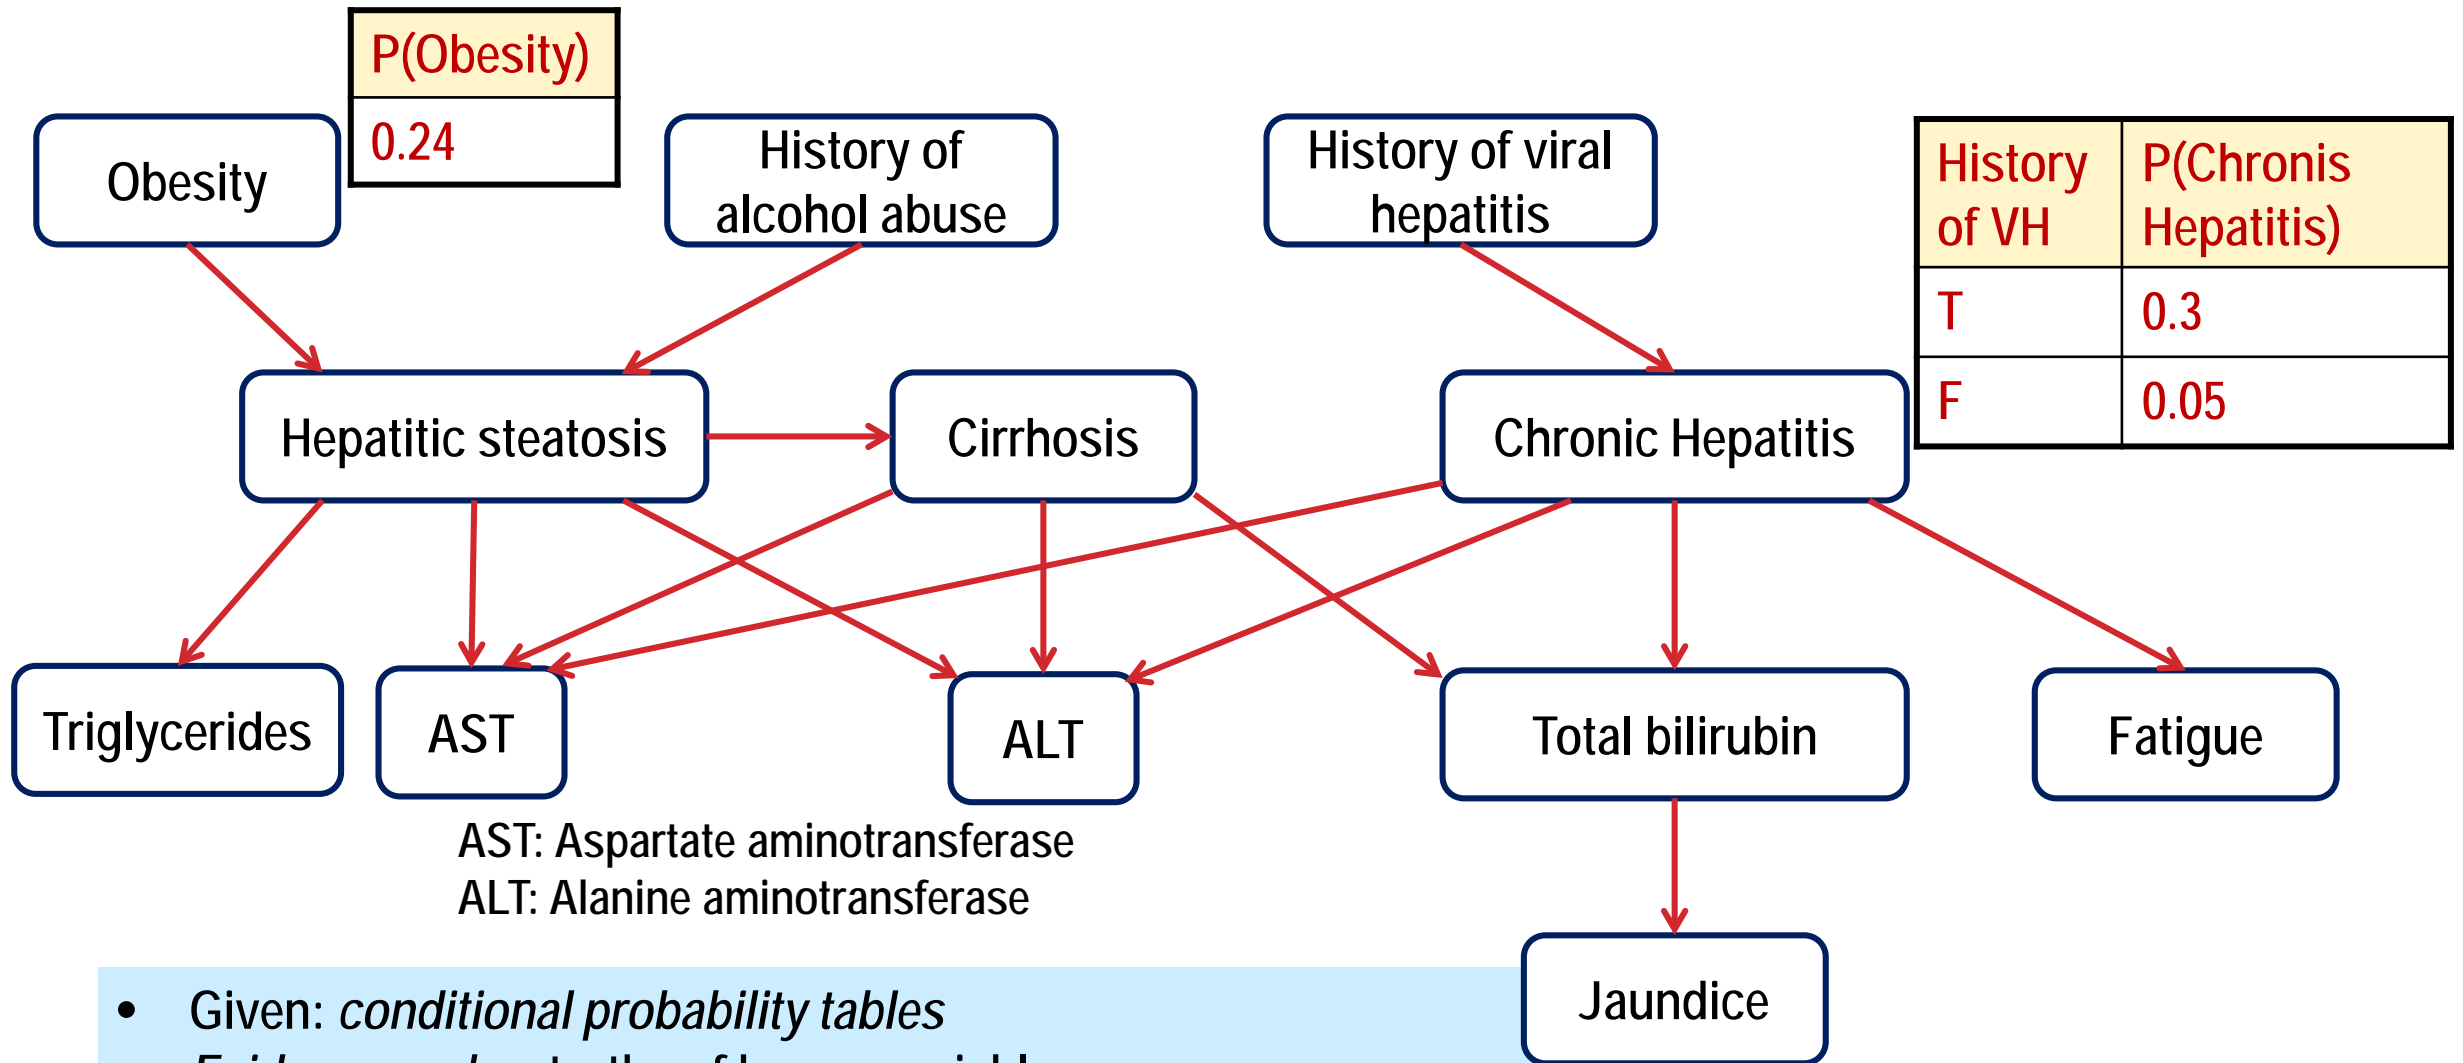 P(Obesity)
0.24
Obesity
History of
alcohol abuse
History of viral
hepatitis
History
of VH
P(Chronis
Hepatitis)
T
0.3
F
0.05
Hepatitic steatosis
Cirrhosis
Chronic Hepatitis
Triglycerides
AST
ALT
Total bilirubin
Fatigue
AST: Aspartate aminotransferase
ALT: Alanine aminotransferase
Jaundice
• Given: conditional probability tables